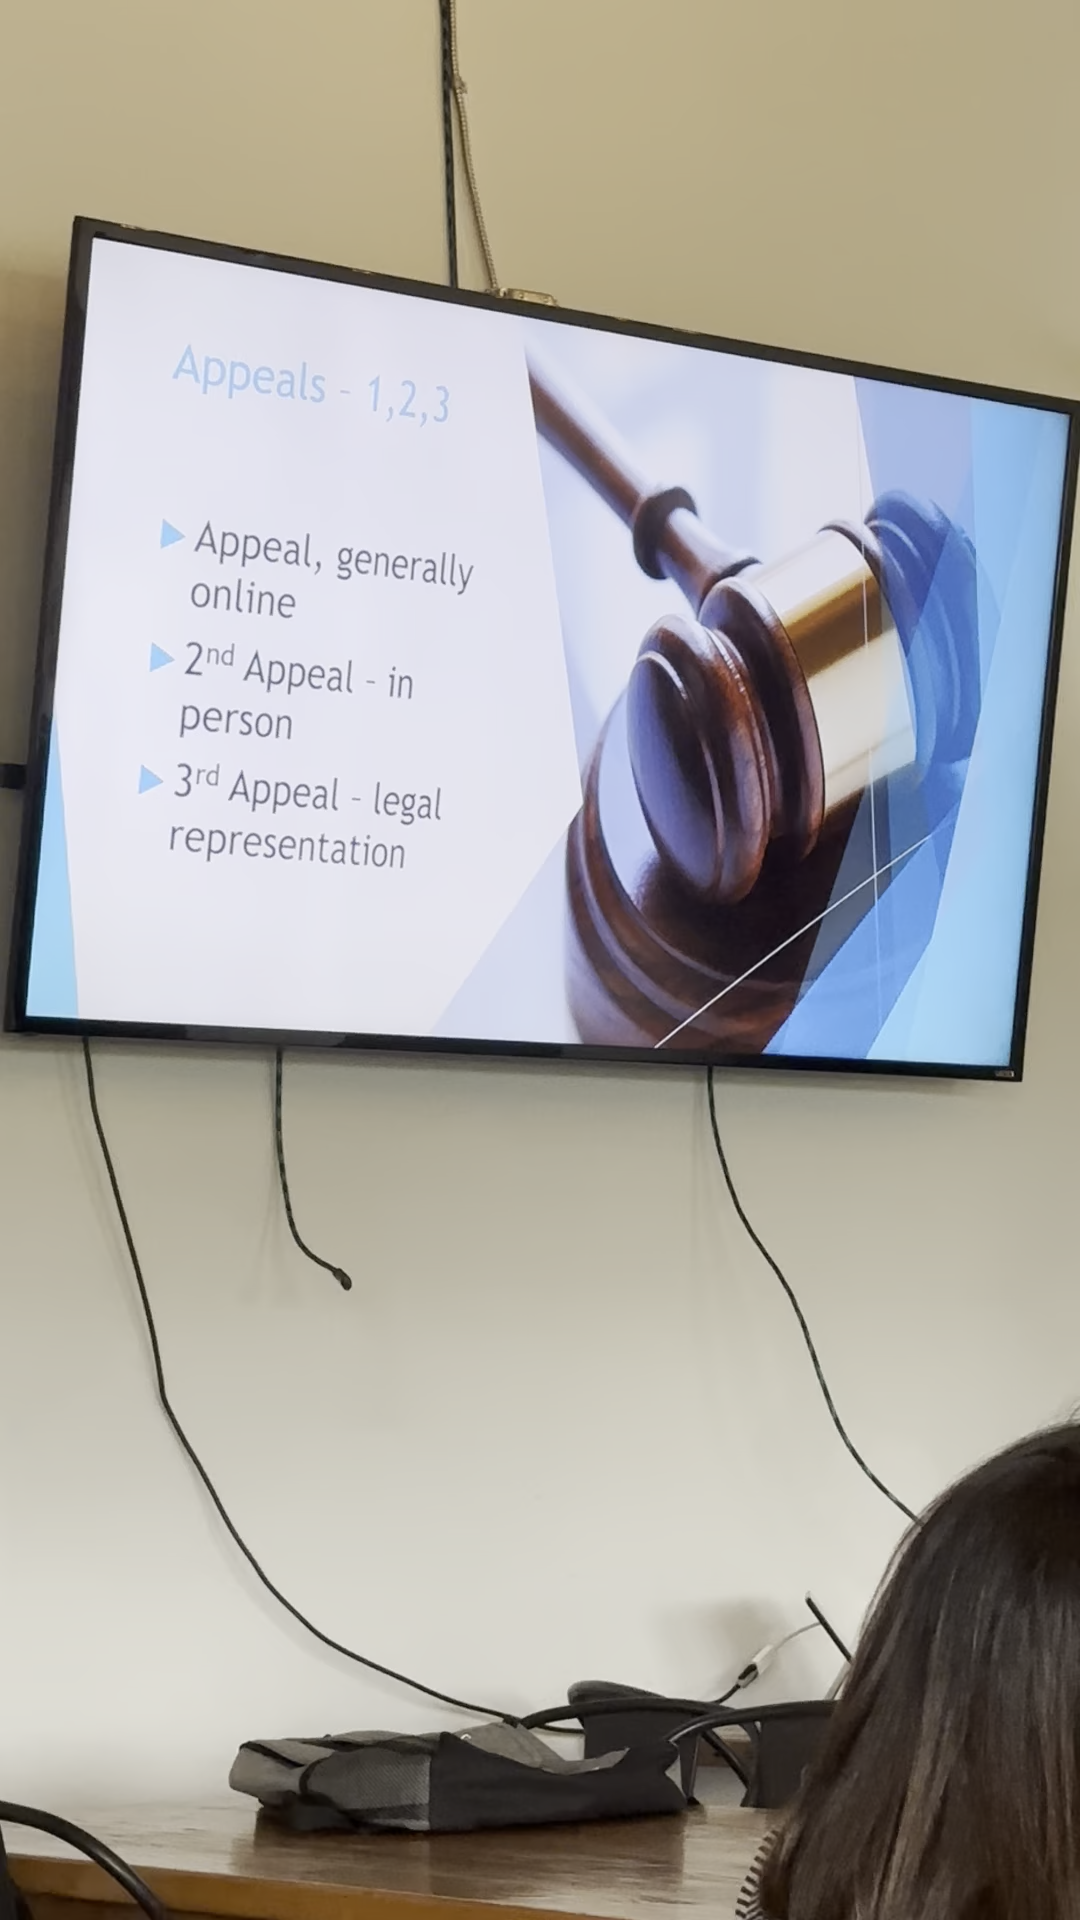 Appeals - 1,2,3
Appeal, generally
online
2nd Appeal - in
person
3rd Appeal - legal
representation